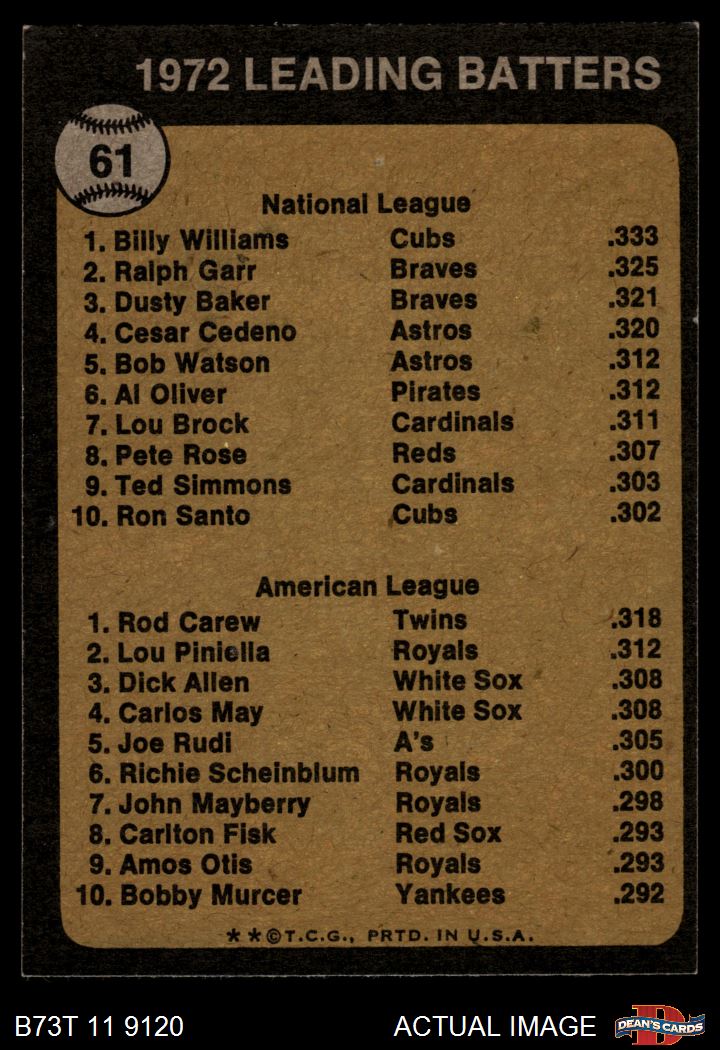 1972 LEADING BATTERS
61
National League
1. Billy Williams Cubs .333
2. Ralph Garr Braves .325
3. Dusty Baker Braves .321
4. Cesar Cedeno Astros .320
5. Bob Watson Astros .312
6. Al Oliver Pirates .312
7. Lou Brock Cardinals .311
8. Pete Rose Reds .307
9. Ted Simmons Cardinals .303
10. Ron Santo Cubs .302
American League
1. Rod Carew Twins .318
2. Lou Piniella Royals .312
3. Dick Allen White Sox .308
4. Carlos May White Sox .308
5. Joe Rudi A's .305
6. Richie Scheinblum Royals .300
7. John Mayberry Royals .298
8. Carlton Fisk Red Sox .293
9. Amos Otis Royals .293
10. Bobby Murcer Yankees .292
**©T.C.G., PRTD. IN U.S.A.
B73T 11 9120 ACTUAL IMAGE DEAN'S CARDS